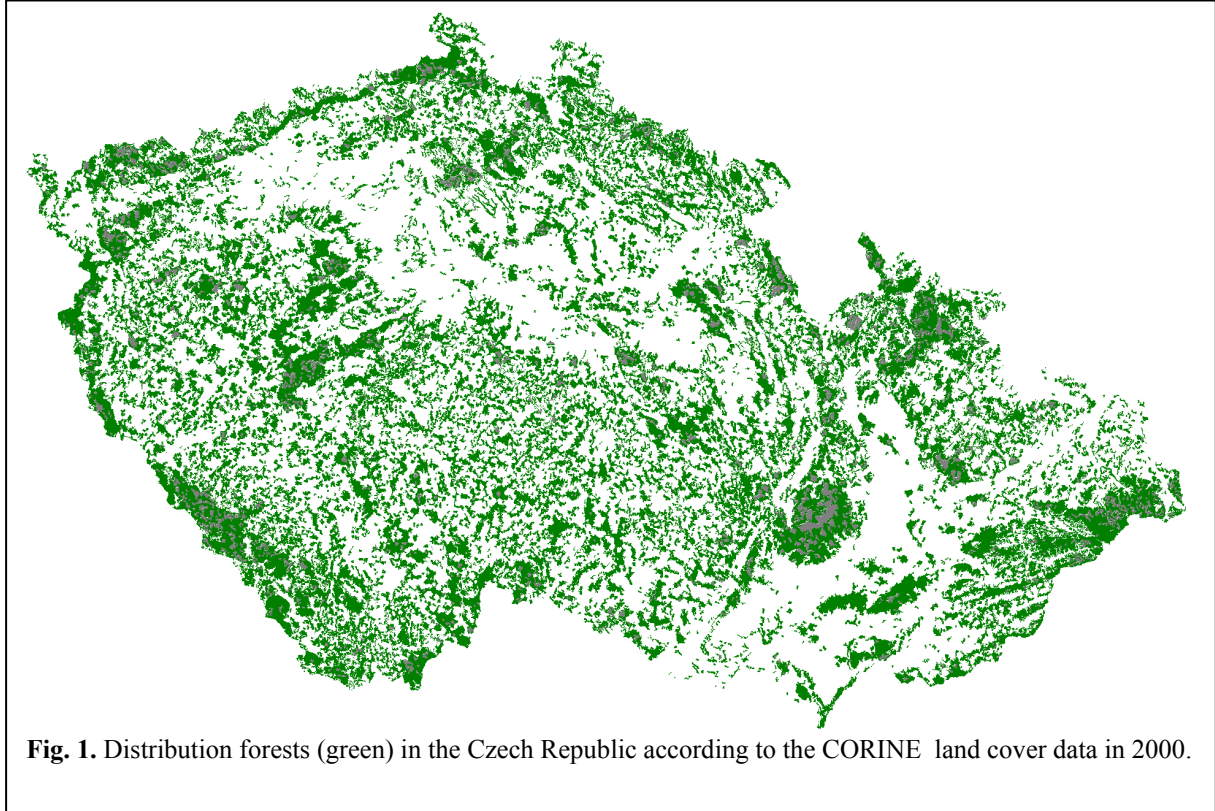 Fig. 1. Distribution forests (green) in the Czech Republic according to the CORINE  land cover data in 2000.